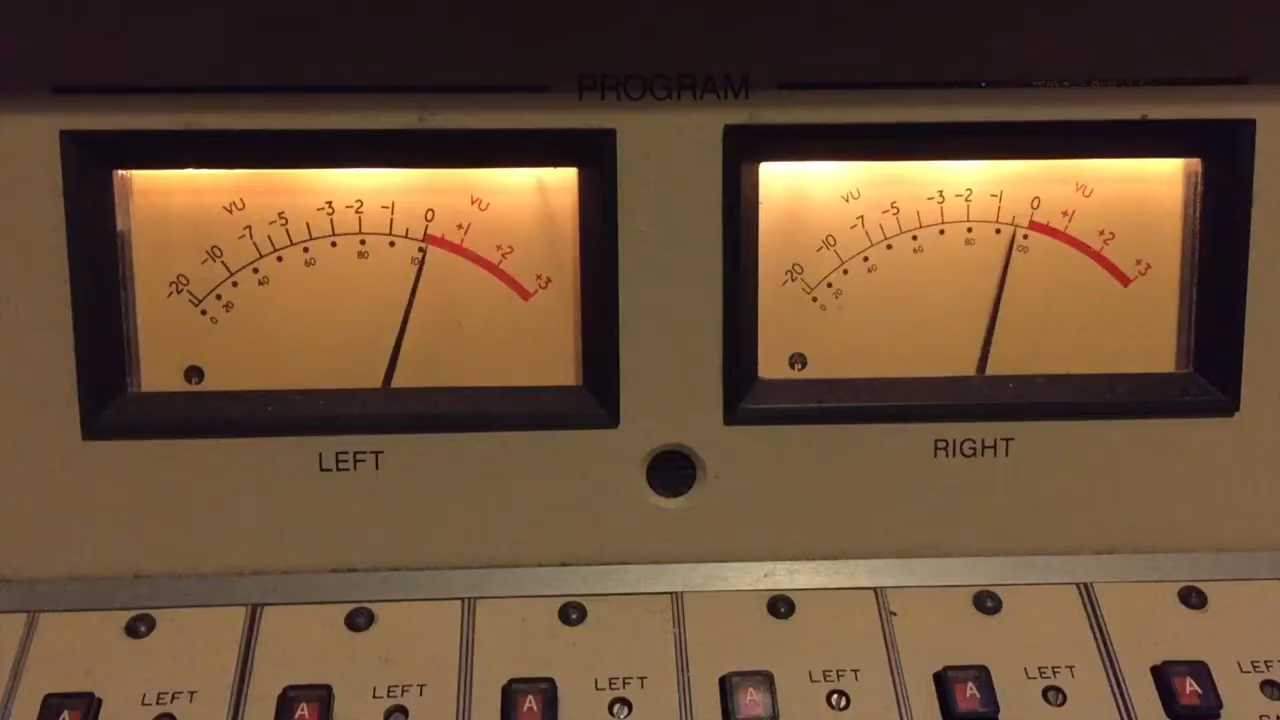 PROGRAM
VU -20 -10 -7 -5 -3 -2 -1 0 +1 +2 +3 VU
0 20 40 60 80 100
LEFT
VU -20 -10 -7 -5 -3 -2 -1 0 +1 +2 +3 VU
0 20 40 60 80 100
RIGHT
A LEFT
A LEFT
A LEFT
A LEFT
A LEFT
A